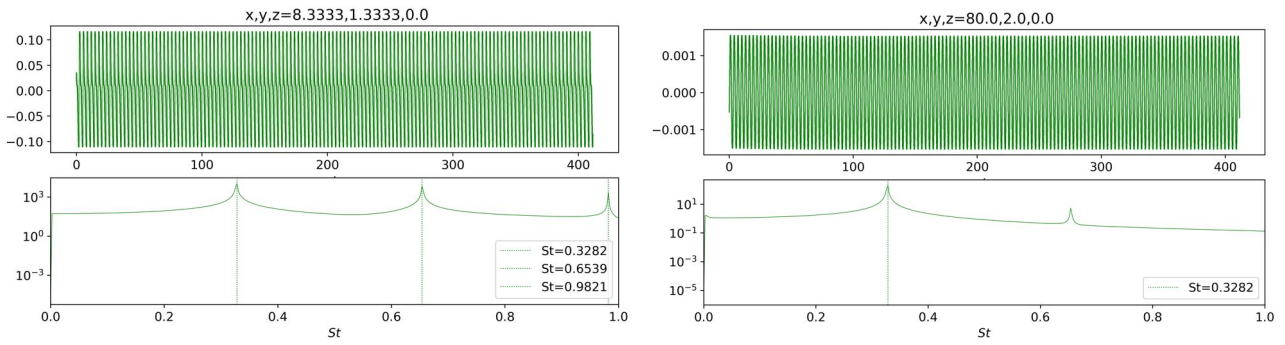 x,y,z=8.3333,1.3333,0.0
0.10
0.05
0.00
−0.05
−0.10
0 100 200 300 400
10³
10⁰
10⁻³
St=0.3282
St=0.6539
St=0.9821
0.0 0.2 0.4 0.6 0.8 1.0
St
x,y,z=80.0,2.0,0.0
0.001
0.000
−0.001
0 100 200 300 400
10¹
10⁻¹
10⁻³
10⁻⁵
St=0.3282
0.0 0.2 0.4 0.6 0.8 1.0
St